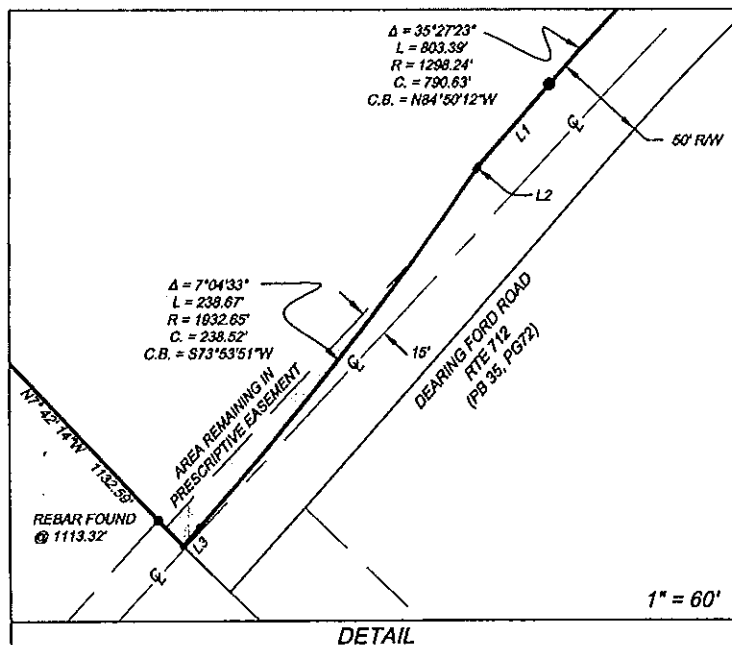 Δ = 35°27'23"
L = 803.39'
R = 1298.24'
C. = 790.63'
C.B. = N84°50'12"W
L1
℄
50' R/W
L2
Δ = 7°04'33"
L = 238.67'
R = 1932.65'
C. = 238.52'
C.B. = S73°53'51"W
15'
℄
DEARING FORD ROAD
RTE 712
(PB 35, PG72)
AREA REMAINING IN
PRESCRIPTIVE EASEMENT
N7°42'14"W 1132.59'
REBAR FOUND
@ 1113.32'
L3
℄
1" = 60'
DETAIL